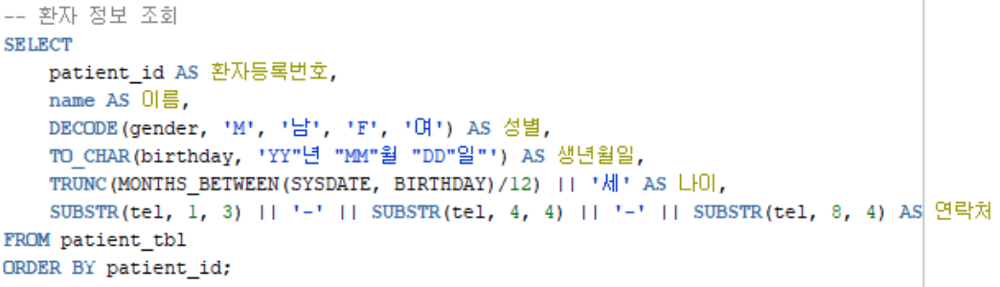 -- 환자 정보 조회
SELECT
    patient_id AS 환자등록번호,
    name AS 이름,
    DECODE(gender, 'M', '남', 'F', '여') AS 성별,
    TO_CHAR(birthday, 'YY"년 "MM"월 "DD"일"') AS 생년월일,
    TRUNC(MONTHS_BETWEEN(SYSDATE, BIRTHDAY)/12) || '세' AS 나이,
    SUBSTR(tel, 1, 3) || '-' || SUBSTR(tel, 4, 4) || '-' || SUBSTR(tel, 8, 4) AS 연락처
FROM patient_tbl
ORDER BY patient_id;